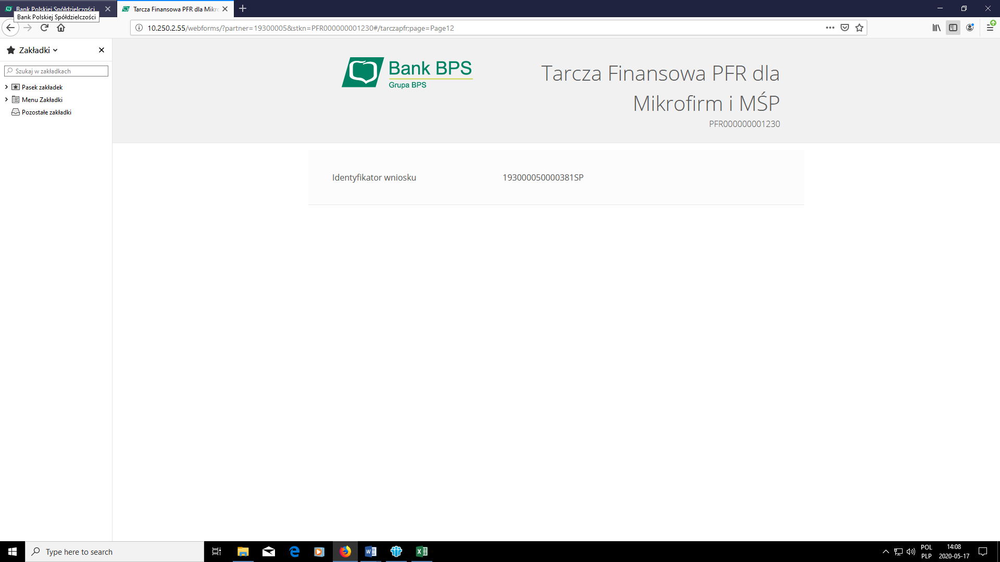 Bank Polskiej Spółdzielczości
Tarcza Finansowa PFR dla Mikro
Bank Polskiej Spółdzielczości
10.250.2.55/webforms/?partner=19300005&stkn=PFR000000001230#/tarczapfr;page=Page12
Zakładki
Szukaj w zakładkach
Pasek zakładek
Menu Zakładki
Pozostałe zakładki
Bank BPS
Grupa BPS
Tarcza Finansowa PFR dla
Mikrofirm i MŚP
PFR000000001230
Identyfikator wniosku 193000050000381SP
Type here to search
POL
PLP
14:08
2020-05-17